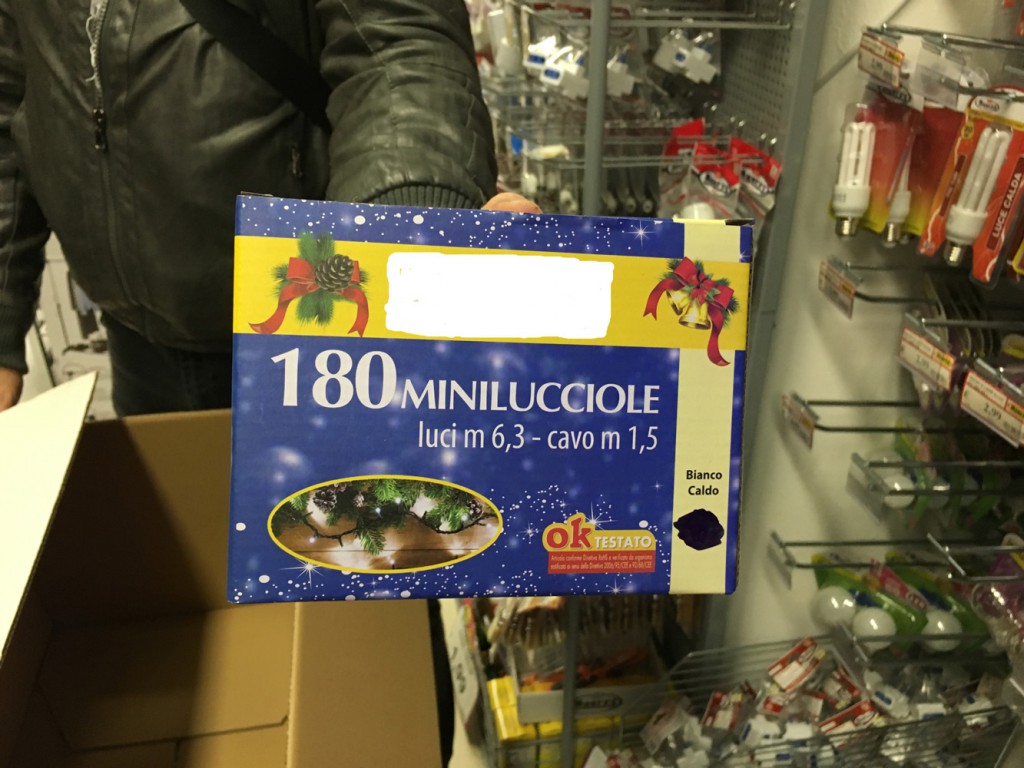 180 MINILUCCIOLE
luci m 6,3 - cavo m 1,5
Bianco
Caldo
ok TESTATO
LUCE CALDA